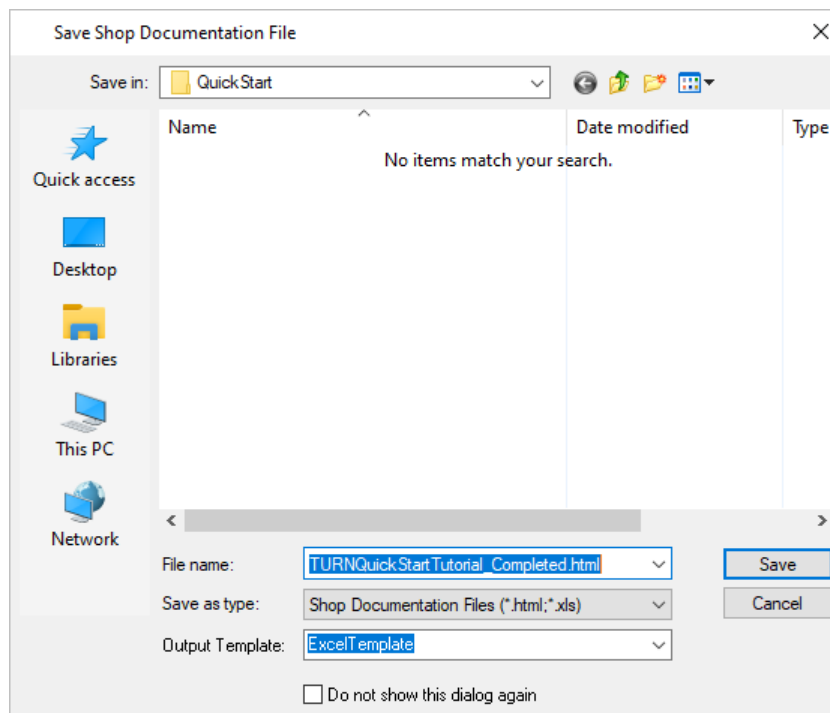 Save Shop Documentation File
Save in: QuickStart
Name Date modified Type
No items match your search.
Quick access
Desktop
Libraries
This PC
Network
File name: TURNQuickStartTutorial_Completed.html Save
Save as type: Shop Documentation Files (*.html;*.xls) Cancel
Output Template: ExcelTemplate
Do not show this dialog again